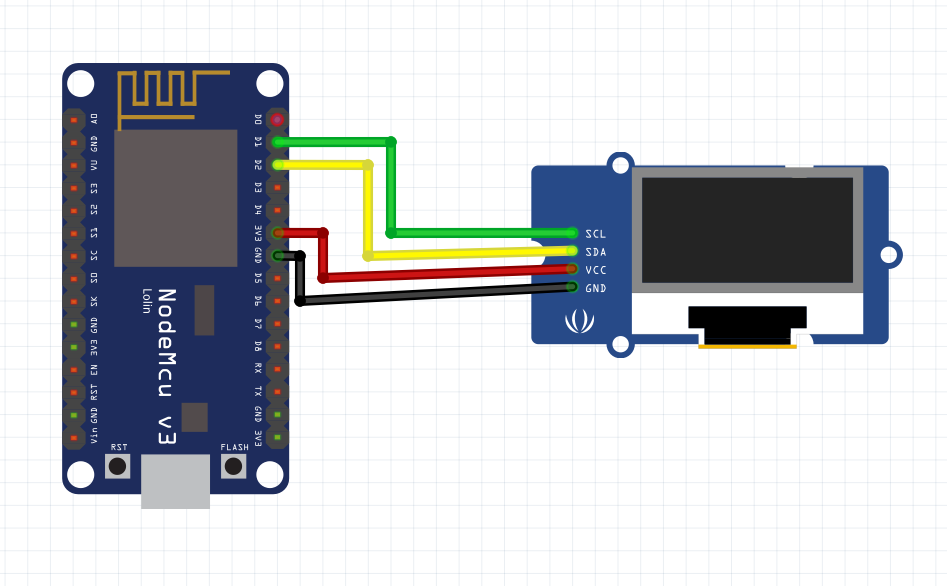 A0
GND
VU
S3
S2
S1
SC
S0
SK
GND
3V3
EN
RST
GND
Vin
D0
D1
D2
D3
D4
3V3
GND
D5
D6
D7
D8
RX
TX
GND
3V3
NodeMcu v3
Lolin
RST
FLASH
SCL
SDA
VCC
GND